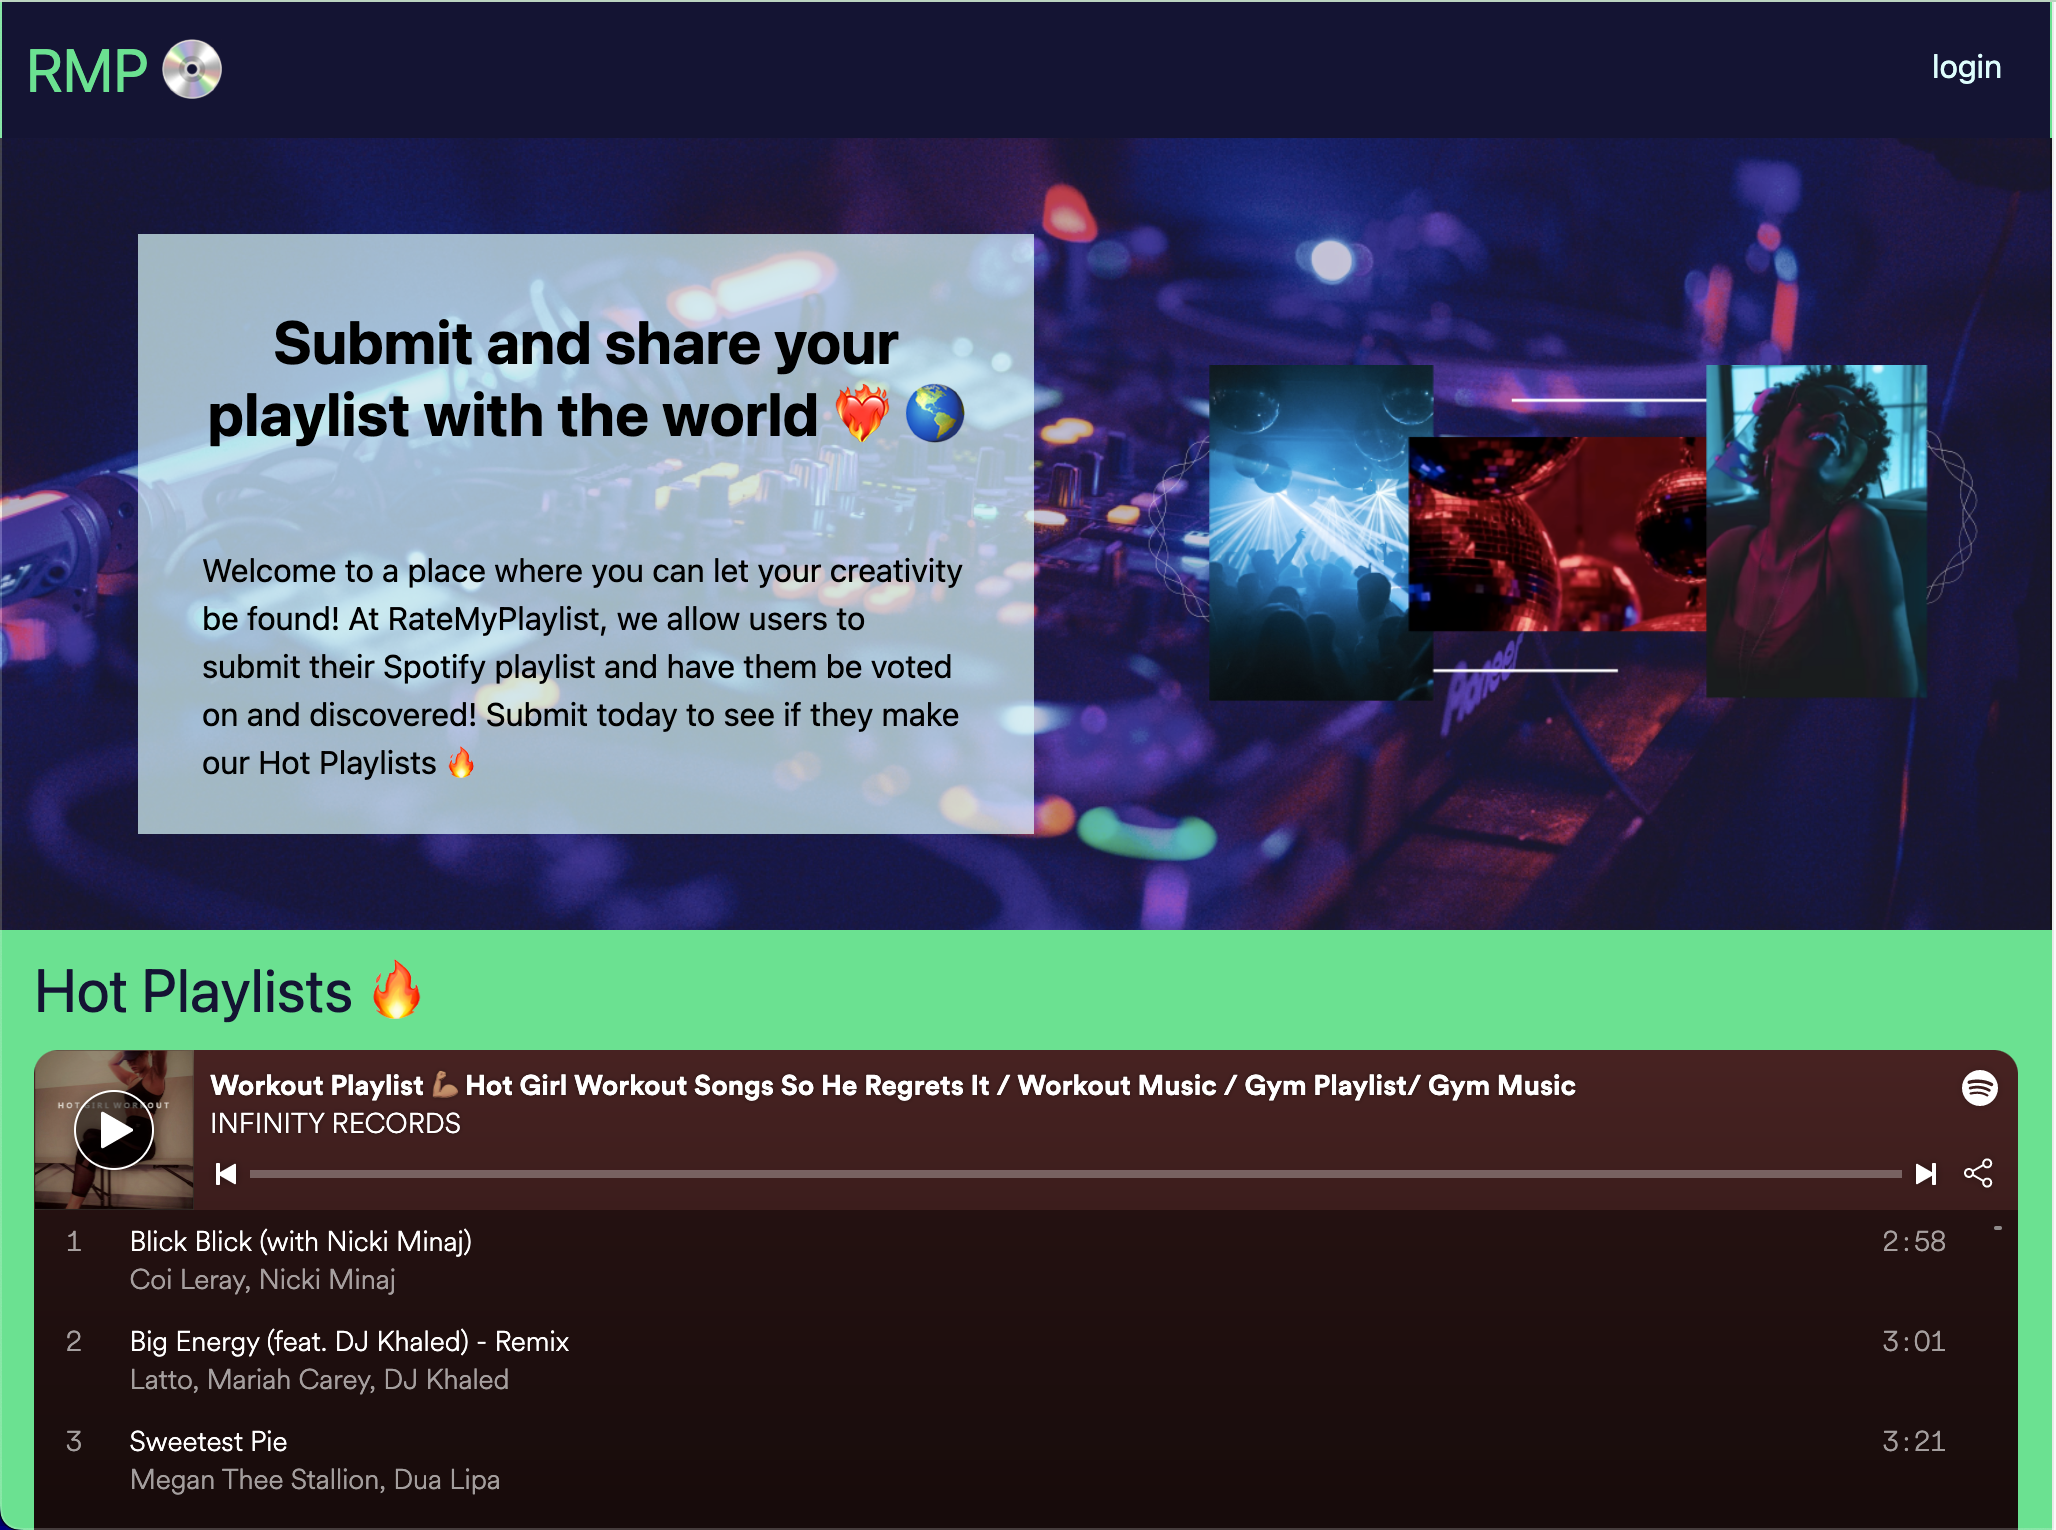 RMP 💿
login
Submit and share your
playlist with the world ❤️‍🔥 🌎
Welcome to a place where you can let your creativity
be found! At RateMyPlaylist, we allow users to
submit their Spotify playlist and have them be voted
on and discovered! Submit today to see if they make
our Hot Playlists 🔥
Pioneer
Hot Playlists 🔥
HOT GIRL WORKOUT
Workout Playlist 💪🏽 Hot Girl Workout Songs So He Regrets It / Workout Music / Gym Playlist/ Gym Music
INFINITY RECORDS
1 Blick Blick (with Nicki Minaj) 2:58
Coi Leray, Nicki Minaj
2 Big Energy (feat. DJ Khaled) - Remix 3:01
Latto, Mariah Carey, DJ Khaled
3 Sweetest Pie 3:21
Megan Thee Stallion, Dua Lipa